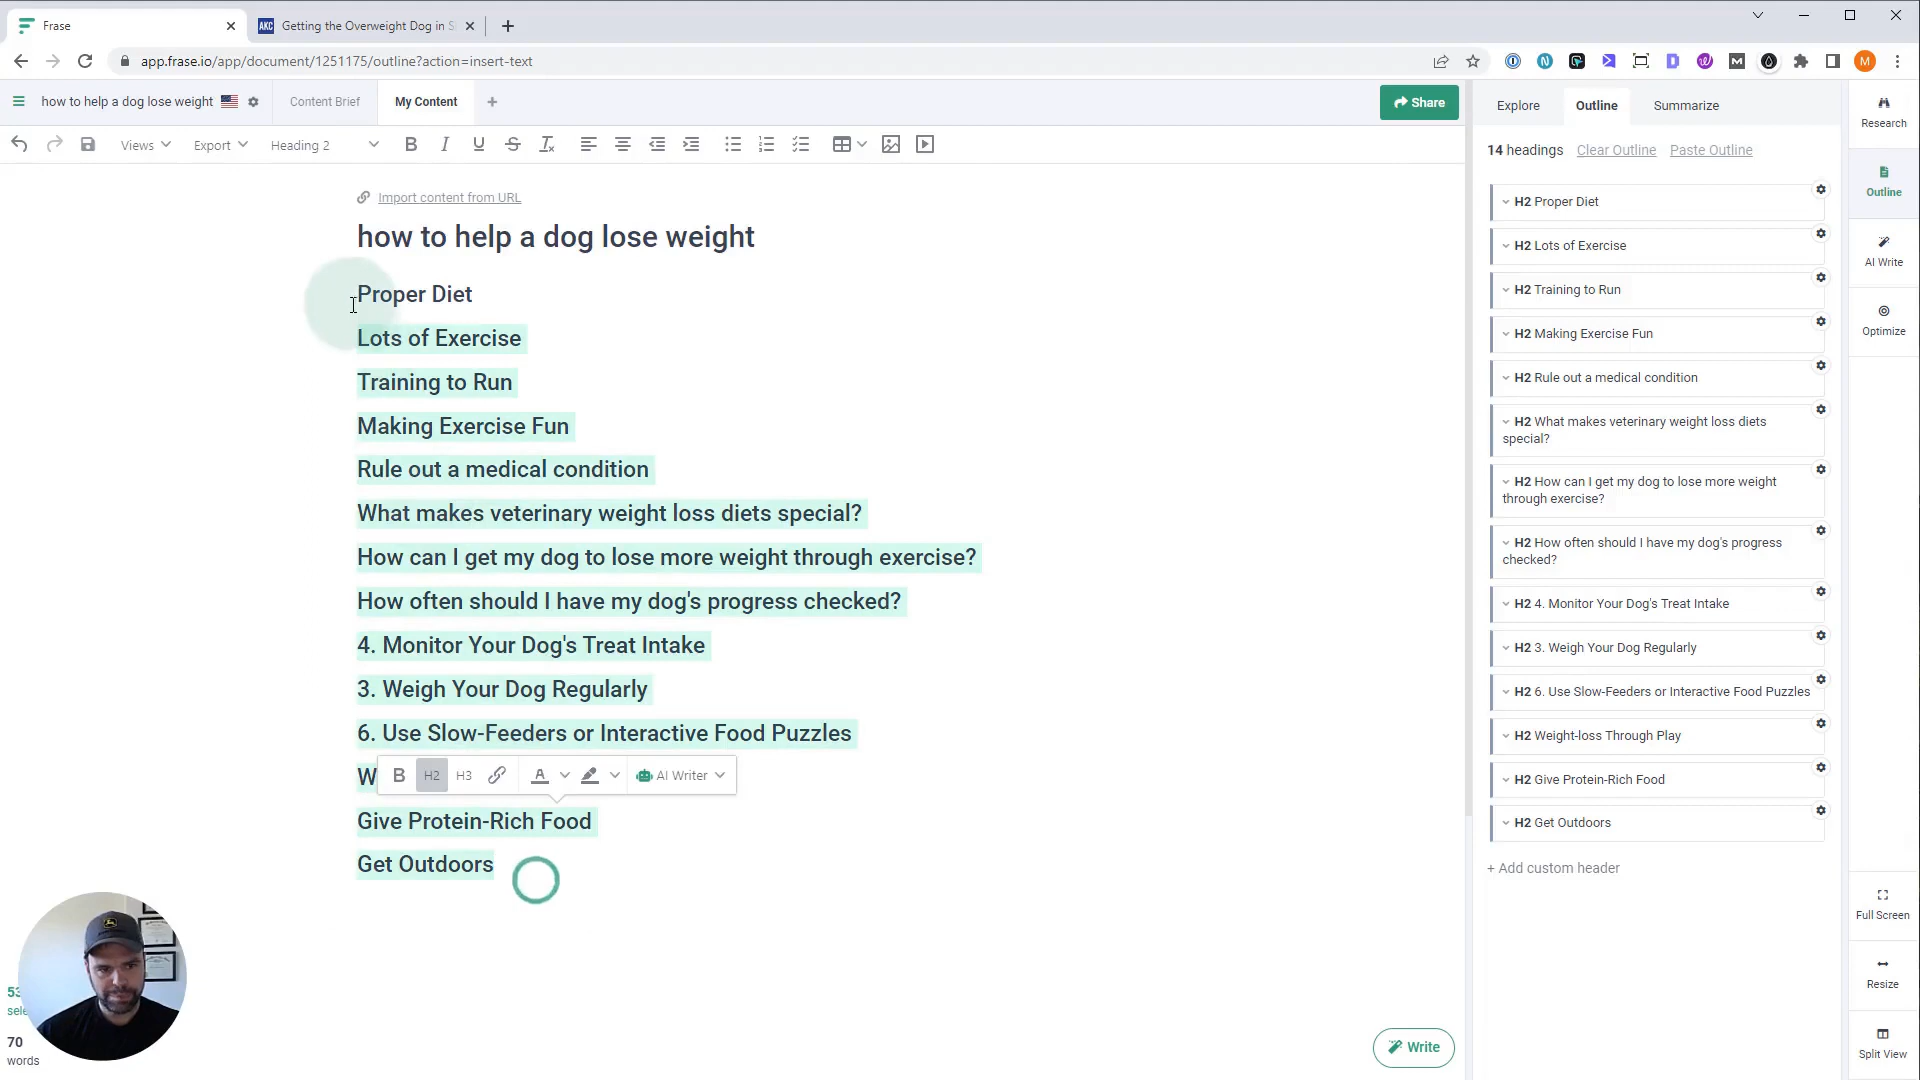 Frase
AKC Getting the Overweight Dog in S
app.frase.io/app/document/1251175/outline?action=insert-text
M
how to help a dog lose weight
Content Brief
My Content
Share
Views
Export
Heading 2
B I U S
Import content from URL
how to help a dog lose weight
Proper Diet
Lots of Exercise
Training to Run
Making Exercise Fun
Rule out a medical condition
What makes veterinary weight loss diets special?
How can I get my dog to lose more weight through exercise?
How often should I have my dog's progress checked?
4. Monitor Your Dog's Treat Intake
3. Weigh Your Dog Regularly
6. Use Slow-Feeders or Interactive Food Puzzles
W
B H2 H3 A AI Writer
Give Protein-Rich Food
Get Outdoors
53
sele
70
words
Write
Explore
Outline
Summarize
14 headings Clear Outline Paste Outline
H2 Proper Diet
H2 Lots of Exercise
H2 Training to Run
H2 Making Exercise Fun
H2 Rule out a medical condition
H2 What makes veterinary weight loss diets
special?
H2 How can I get my dog to lose more weight
through exercise?
H2 How often should I have my dog's progress
checked?
H2 4. Monitor Your Dog's Treat Intake
H2 3. Weigh Your Dog Regularly
H2 6. Use Slow-Feeders or Interactive Food Puzzles
H2 Weight-loss Through Play
H2 Give Protein-Rich Food
H2 Get Outdoors
+ Add custom header
Research
Outline
AI Write
Optimize
Full Screen
Resize
Split View